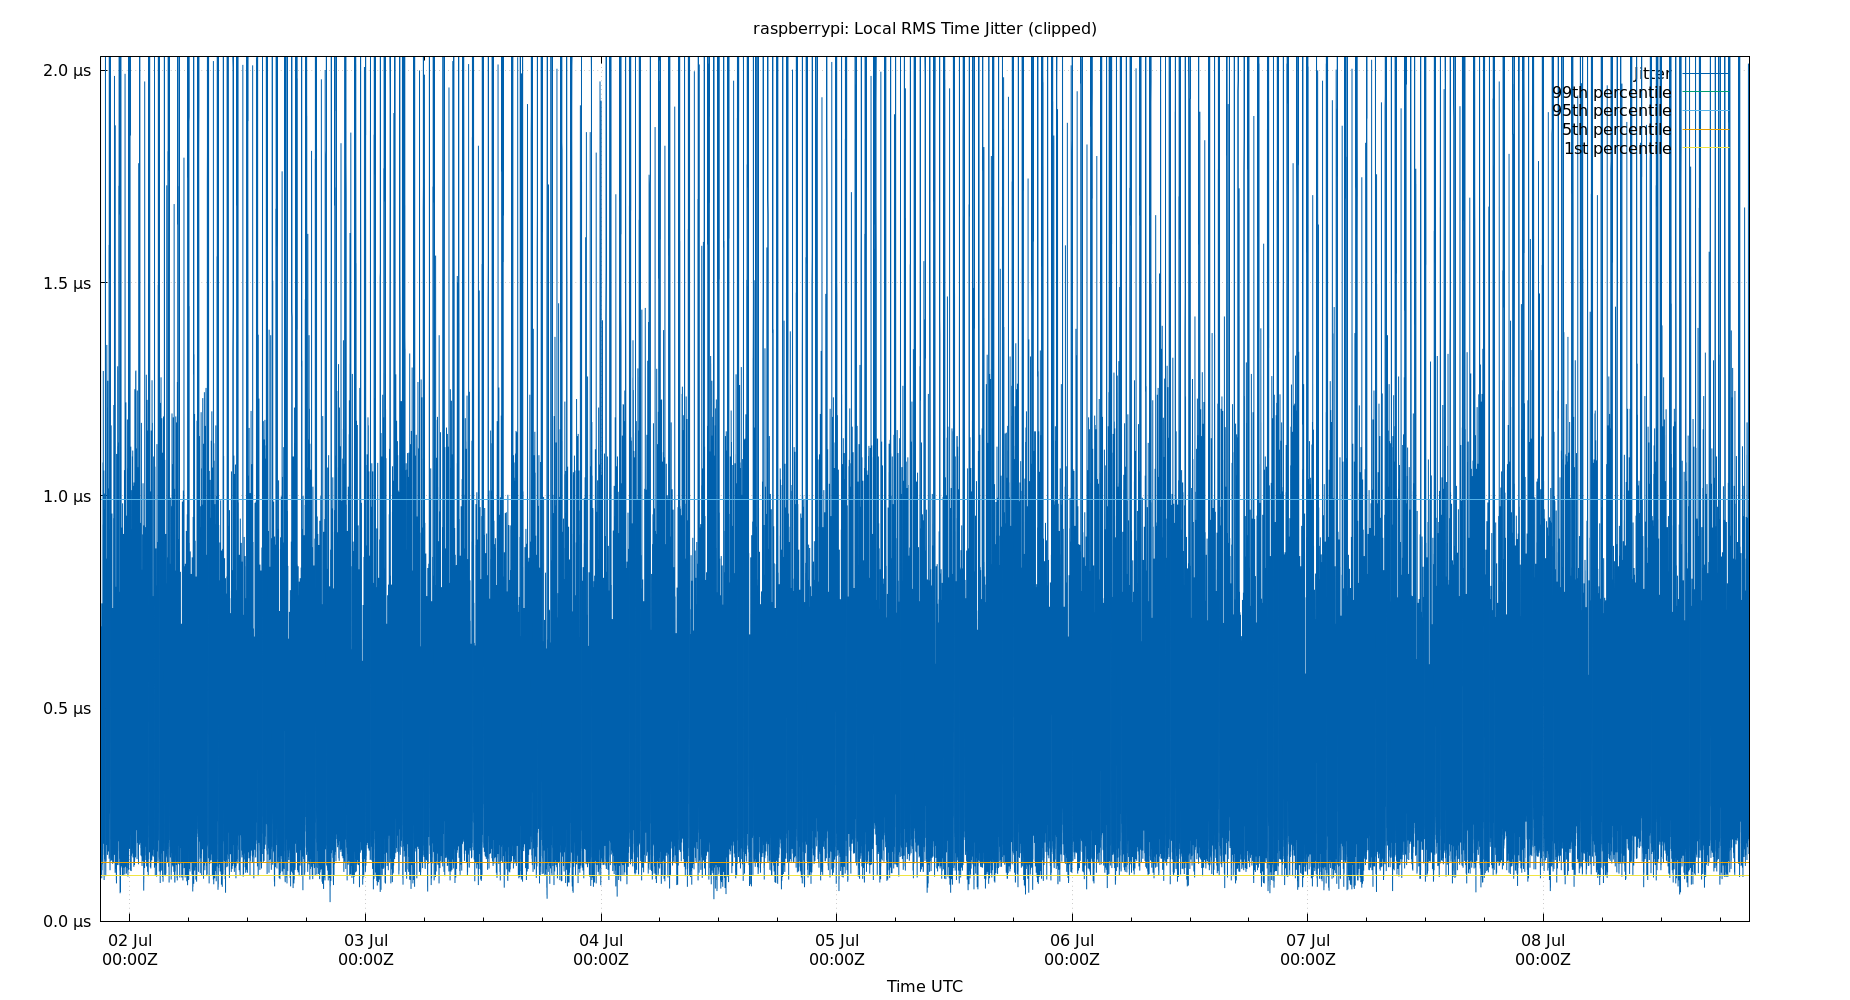 raspberrypi: Local RMS Time Jitter (clipped)
2.0 µs
1.5 µs
1.0 µs
0.5 µs
0.0 µs
jitter
99th percentile
95th percentile
5th percentile
1st percentile
02 Jul
00:00Z
03 Jul
00:00Z
04 Jul
00:00Z
05 Jul
00:00Z
06 Jul
00:00Z
07 Jul
00:00Z
08 Jul
00:00Z
Time UTC